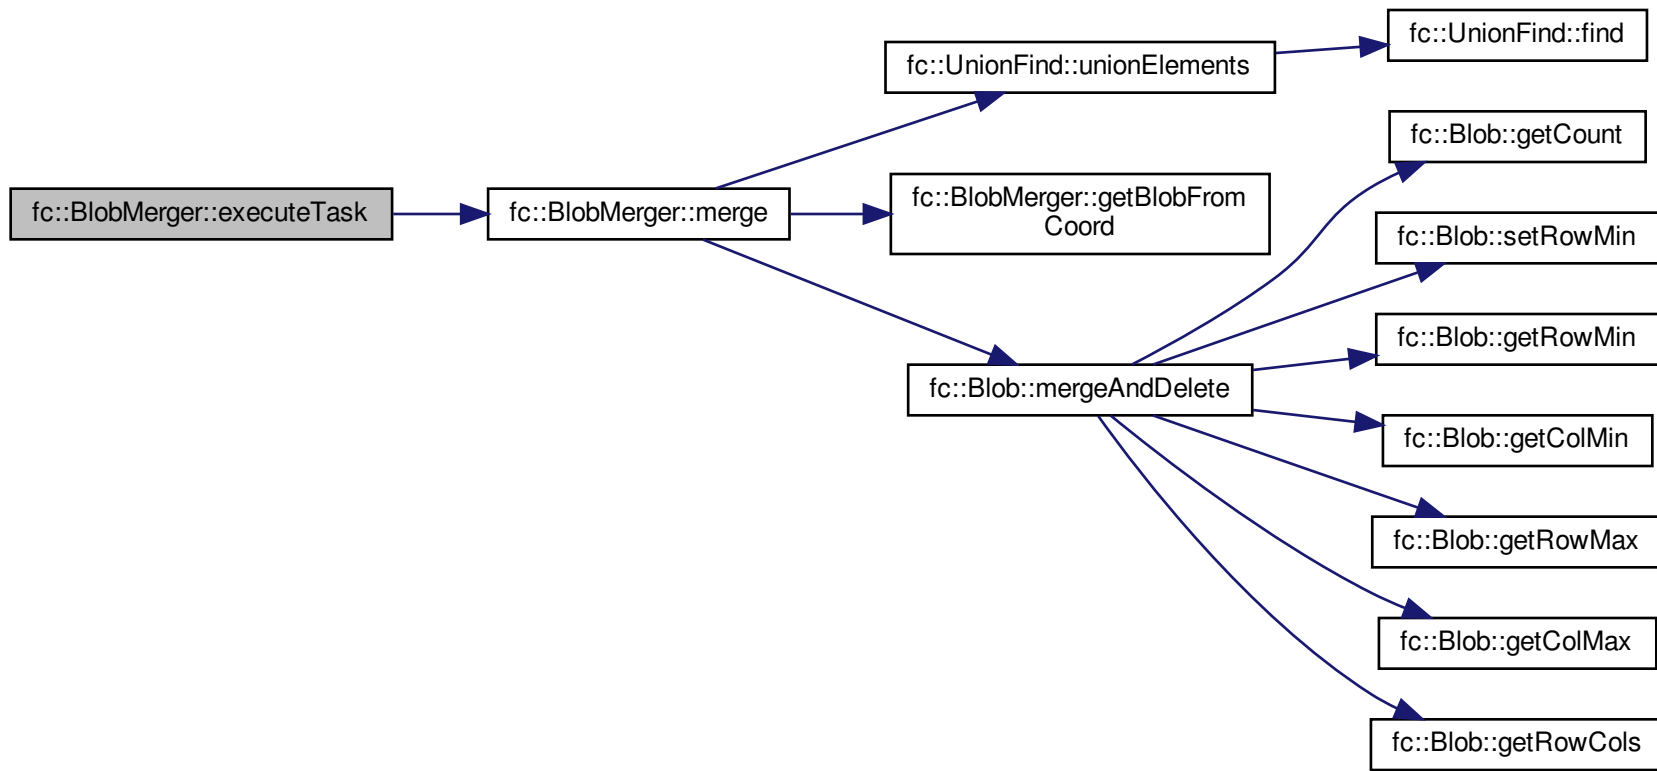 fc::BlobMerger::executeTask
fc::BlobMerger::merge
fc::UnionFind::unionElements
fc::BlobMerger::getBlobFrom
Coord
fc::Blob::mergeAndDelete
fc::UnionFind::find
fc::Blob::getCount
fc::Blob::setRowMin
fc::Blob::getRowMin
fc::Blob::getColMin
fc::Blob::getRowMax
fc::Blob::getColMax
fc::Blob::getRowCols